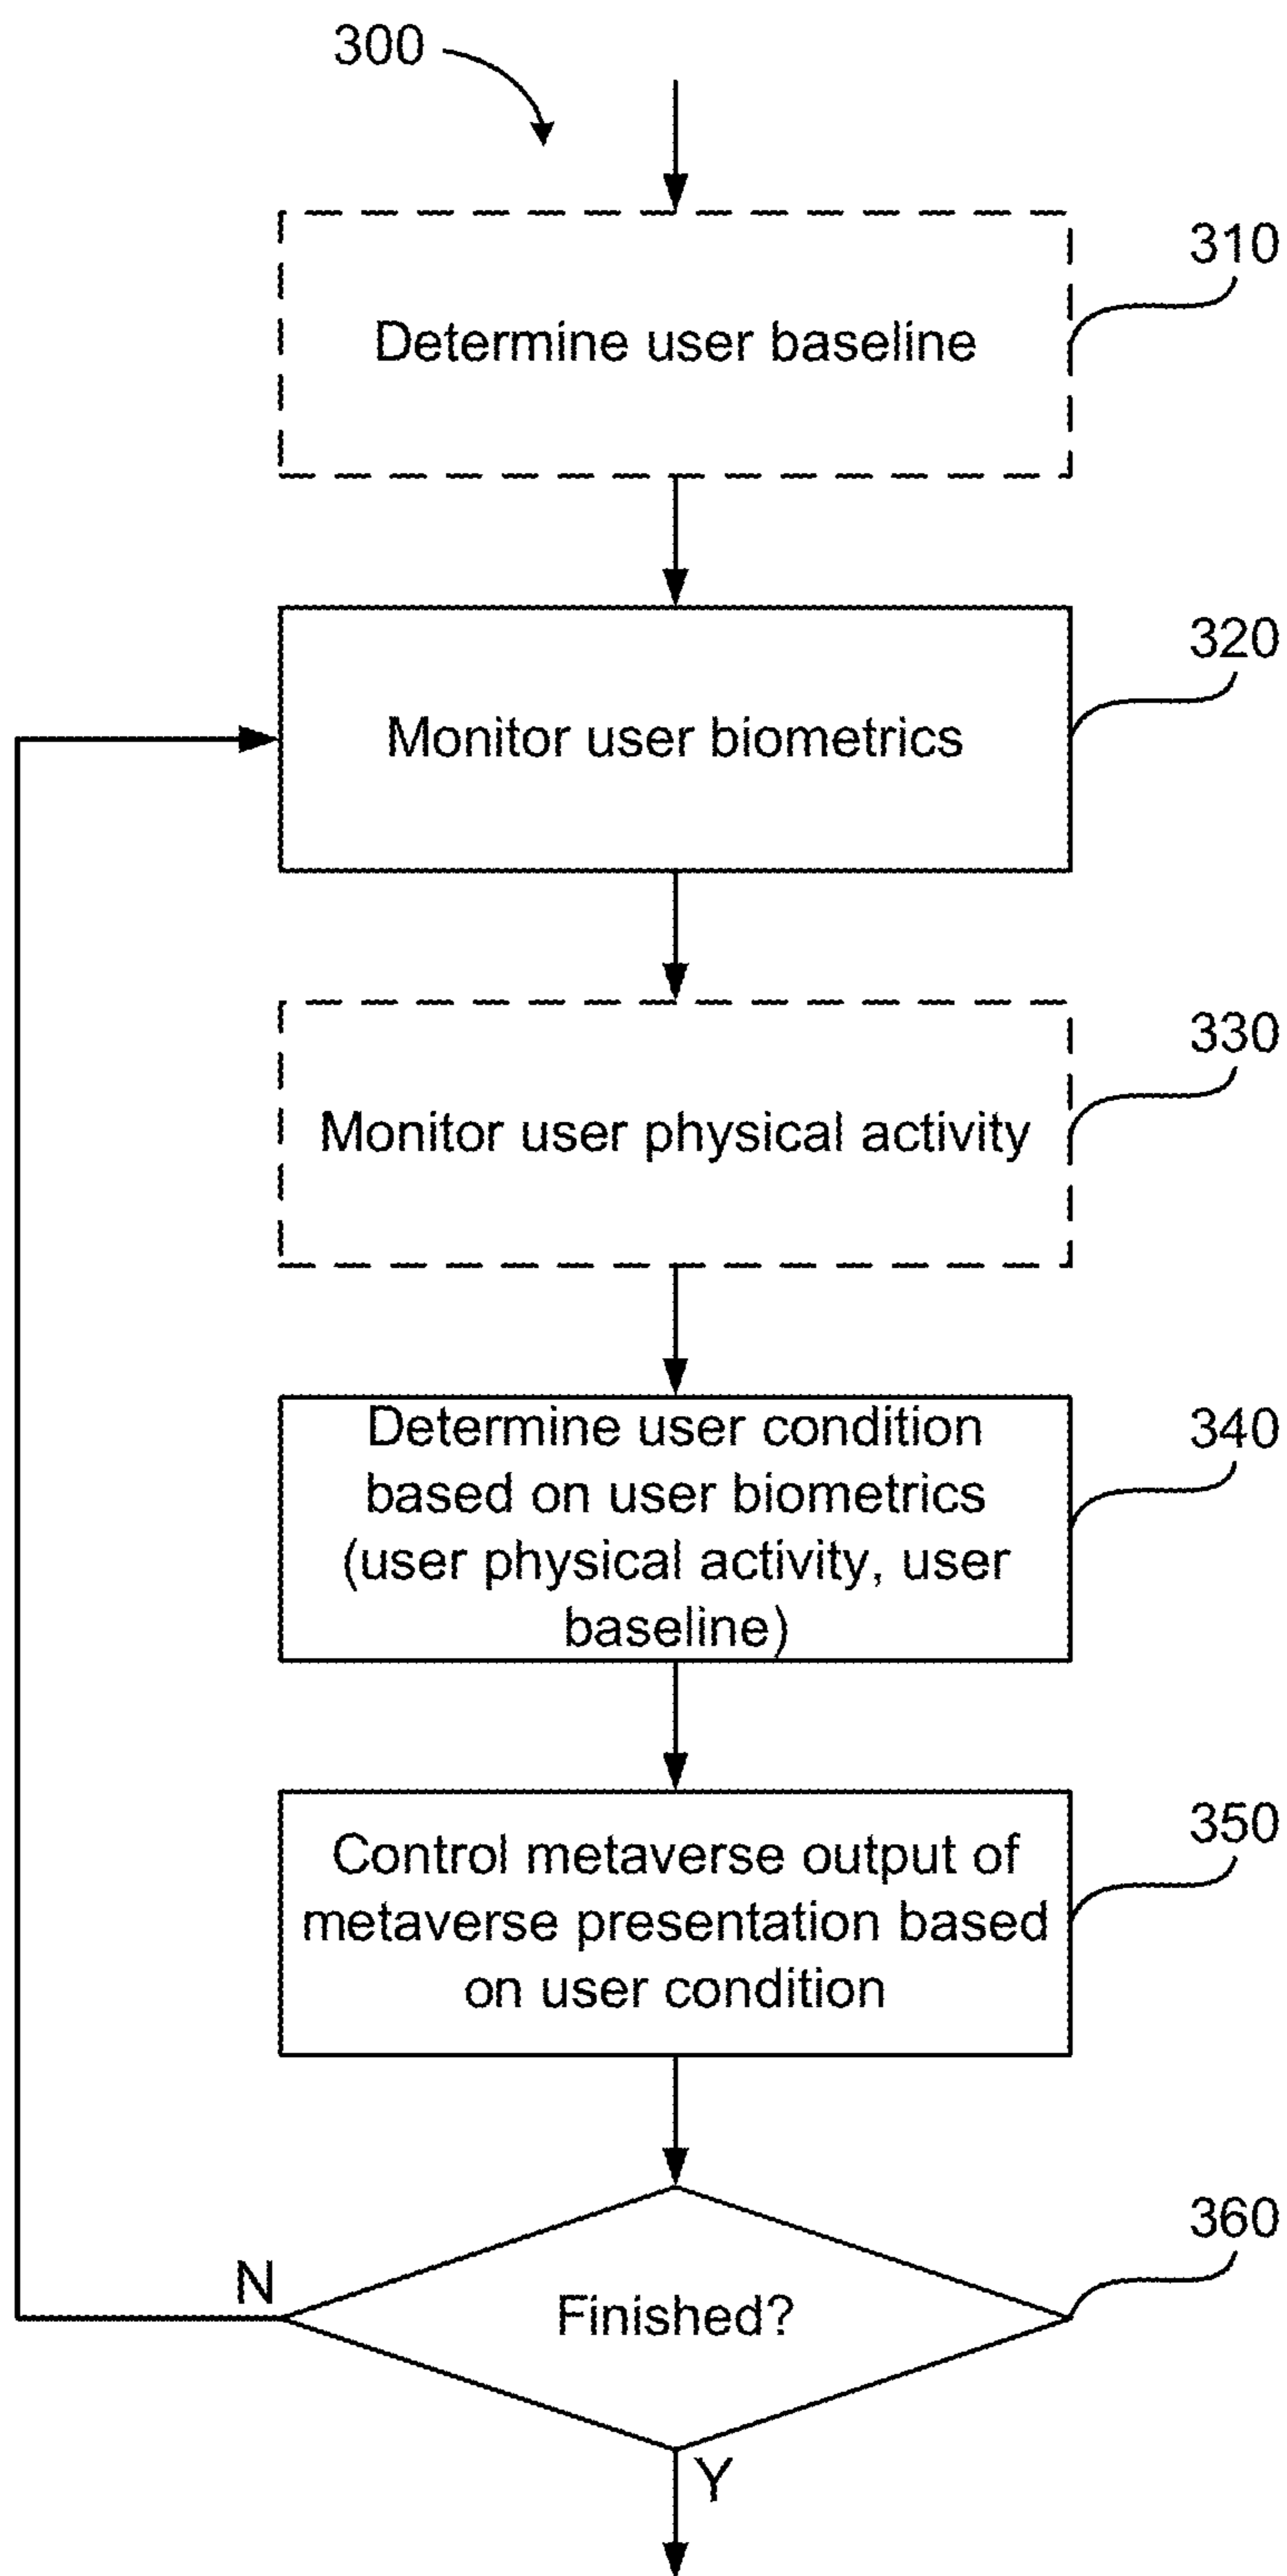 300
310
Determine user baseline
320
Monitor user biometrics
330
Monitor user physical activity
340
Determine user condition
based on user biometrics
(user physical activity, user
baseline)
350
Control metaverse output of
metaverse presentation based
on user condition
360
N
Finished?
Y